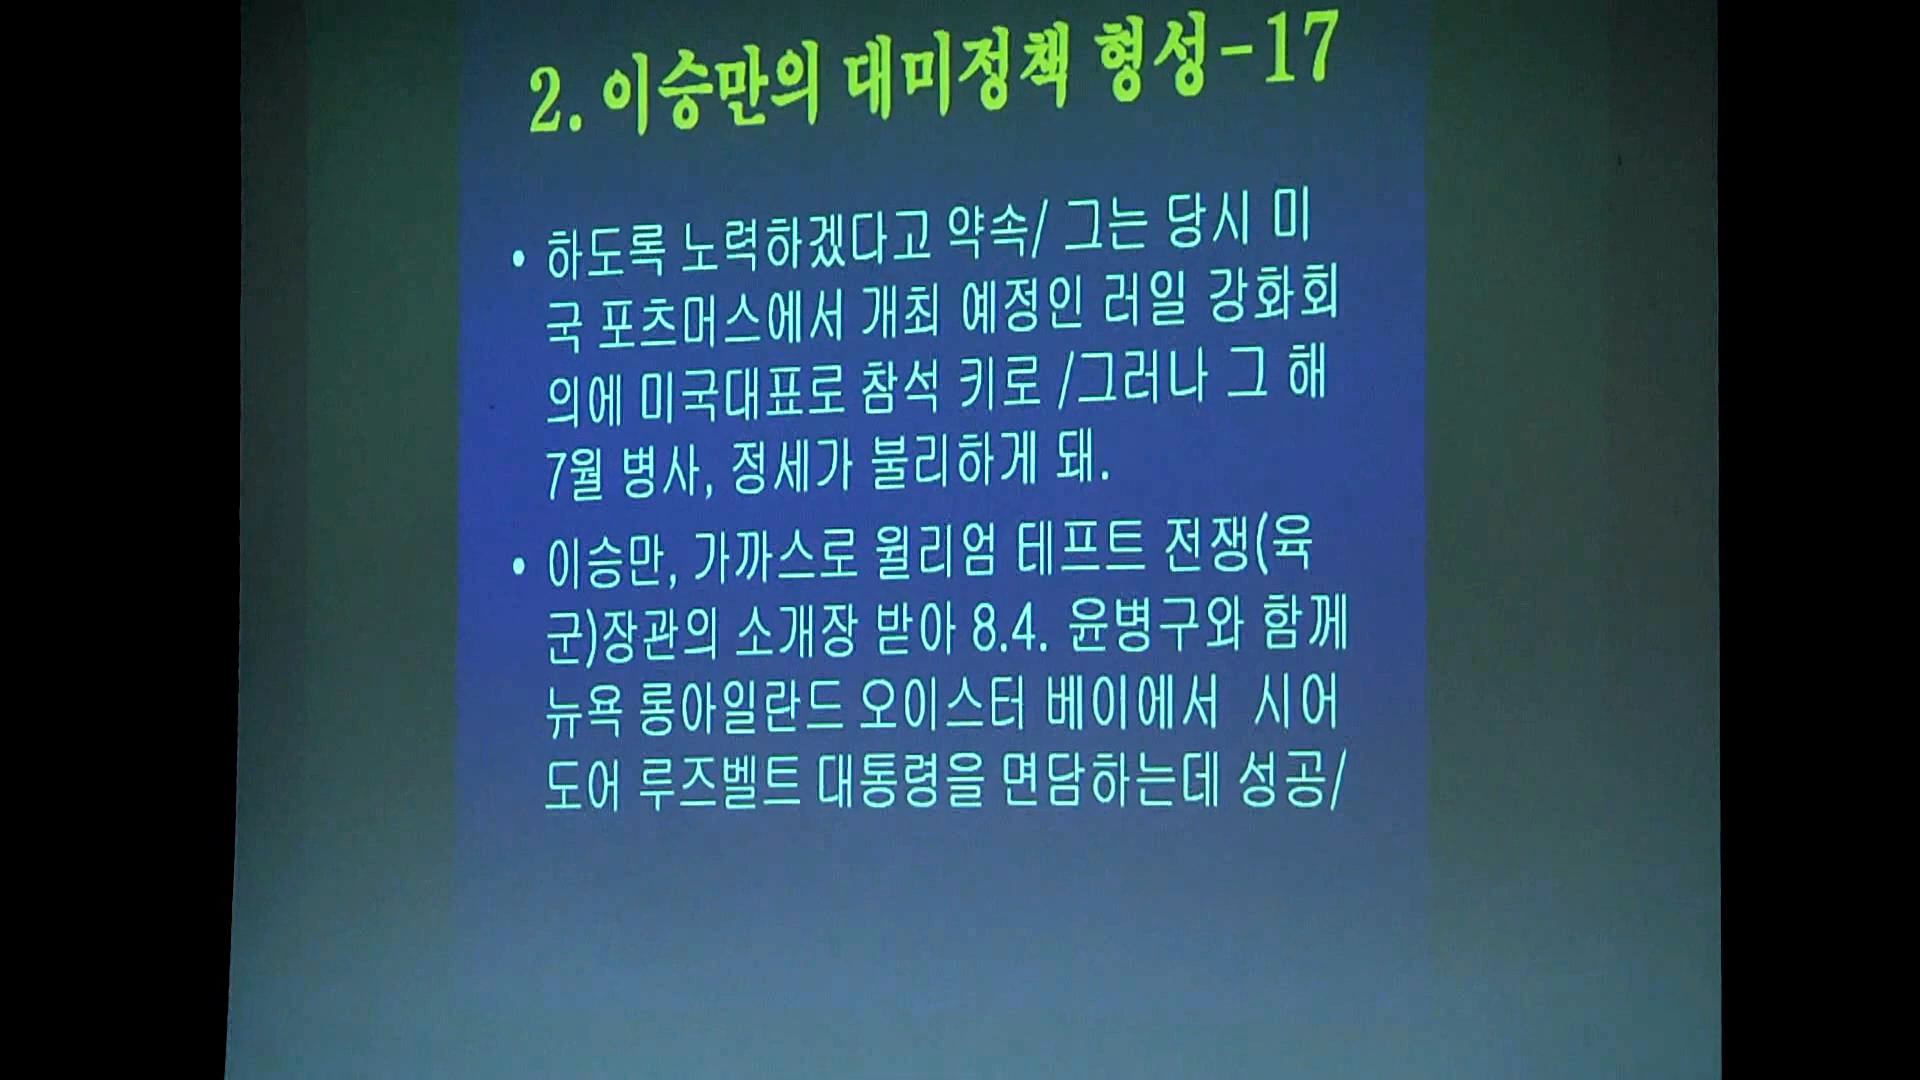 2. 이승만의 대미정책 형성-17
• 하도록 노력하겠다고 약속/ 그는 당시 미
국 포츠머스에서 개최 예정인 러일 강화회
의에 미국대표로 참석 키로 /그러나 그 해
7월 병사, 정세가 불리하게 돼.
• 이승만, 가까스로 윌리엄 테프트 전쟁(육
군)장관의 소개장 받아 8.4. 윤병구와 함께
뉴욕 롱아일란드 오이스터 베이에서 시어
도어 루즈벨트 대통령을 면담하는데 성공/